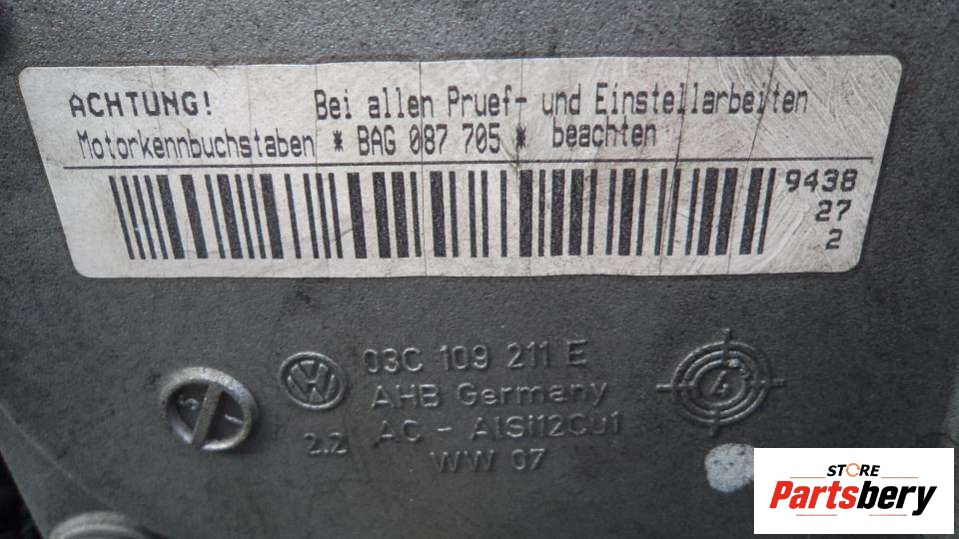 ACHTUNG! Bei allen Pruef- und Einstellarbeiten
Motorkennbuchstaben * BAG 087 705 * beachten
9438
27
2
03C 109 211 E
AHB Germany
2.2 AC - AlSi12Cu1
WW 07
4
STORE
Partsbery